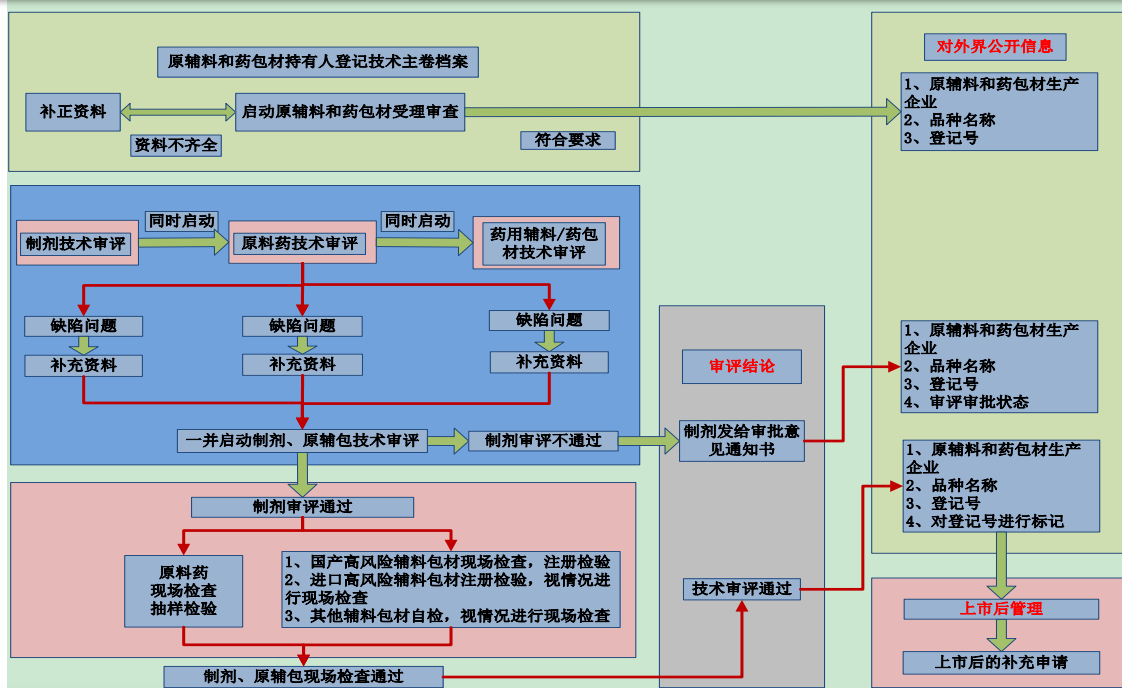 原辅料和药包材持有人登记技术主卷档案
补正资料
启动原辅料和药包材受理审查
资料不齐全
符合要求
对外界公开信息
1、原辅料和药包材生产
企业
2、品种名称
3、登记号
制剂技术审评
同时启动
原料药技术审评
同时启动
药用辅料/药包
材技术审评
缺陷问题
缺陷问题
缺陷问题
补充资料
补充资料
补充资料
一并启动制剂、原辅包技术审评
制剂审评不通过
审评结论
制剂发给审批意
见通知书
1、原辅料和药包材生产
企业
2、品种名称
3、登记号
4、审评审批状态
1、原辅料和药包材生产
企业
2、品种名称
3、登记号
4、对登记号进行标记
制剂审评通过
原料药
现场检查
抽样检验
1、国产高风险辅料包材现场检查，注册检验
2、进口高风险辅料包材注册检验，视情况进
行现场检查
3、其他辅料包材自检，视情况进行现场检查
制剂、原辅包现场检查通过
技术审评通过
上市后管理
上市后的补充申请